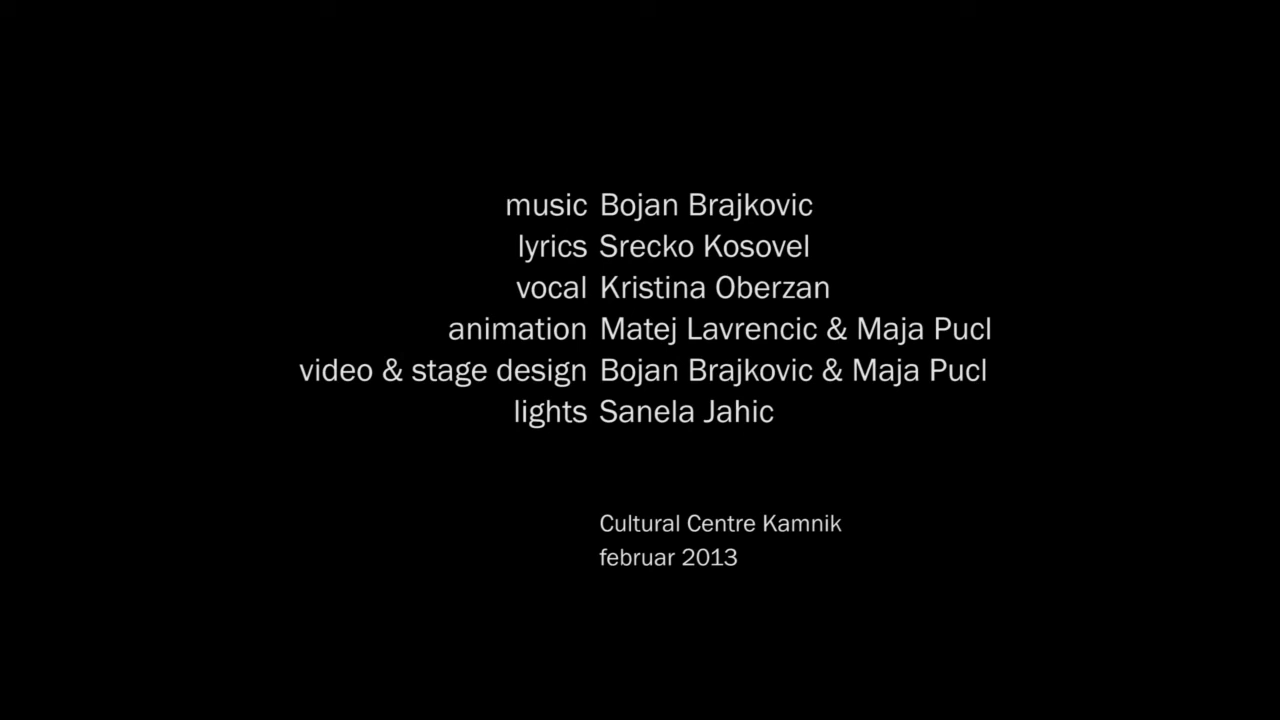 music Bojan Brajkovic
lyrics Srecko Kosovel
vocal Kristina Oberzan
animation Matej Lavrencic & Maja Pucl
video & stage design Bojan Brajkovic & Maja Pucl
lights Sanela Jahic
Cultural Centre Kamnik
februar 2013